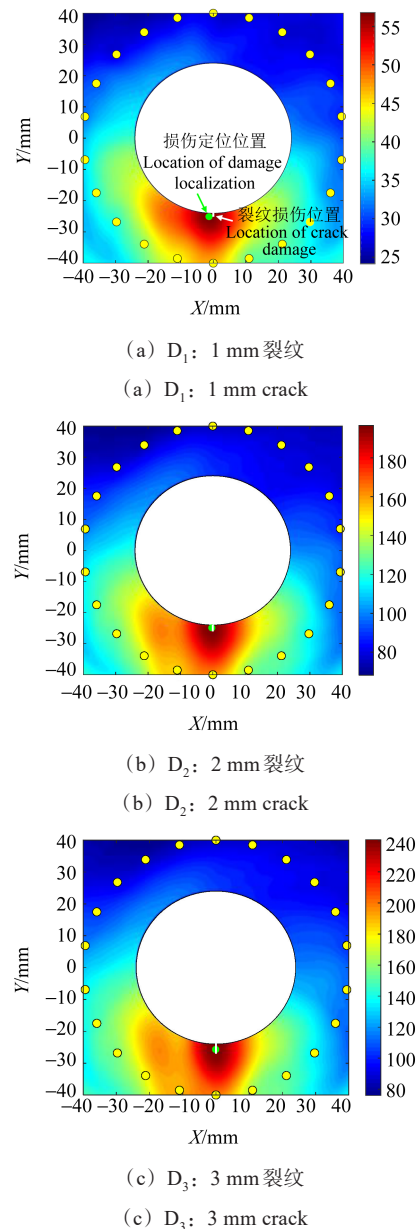 40
30
20
10
0
−10
−20
−30
−40
Y/mm
−40 −30 −20 −10 0 10 20 30 40
X/mm
55
50
45
40
35
30
25
损伤定位位置
Location of damage
localization
裂纹损伤位置
Location of crack
damage
(a) D₁: 1 mm裂纹
(a) D₁: 1 mm crack
40
30
20
10
0
−10
−20
−30
−40
Y/mm
−40 −30 −20 −10 0 10 20 30 40
X/mm
180
160
140
120
100
80
(b) D₂: 2 mm裂纹
(b) D₂: 2 mm crack
40
30
20
10
0
−10
−20
−30
−40
Y/mm
−40 −30 −20 −10 0 10 20 30 40
X/mm
240
220
200
180
160
140
120
100
80
(c) D₃: 3 mm裂纹
(c) D₃: 3 mm crack